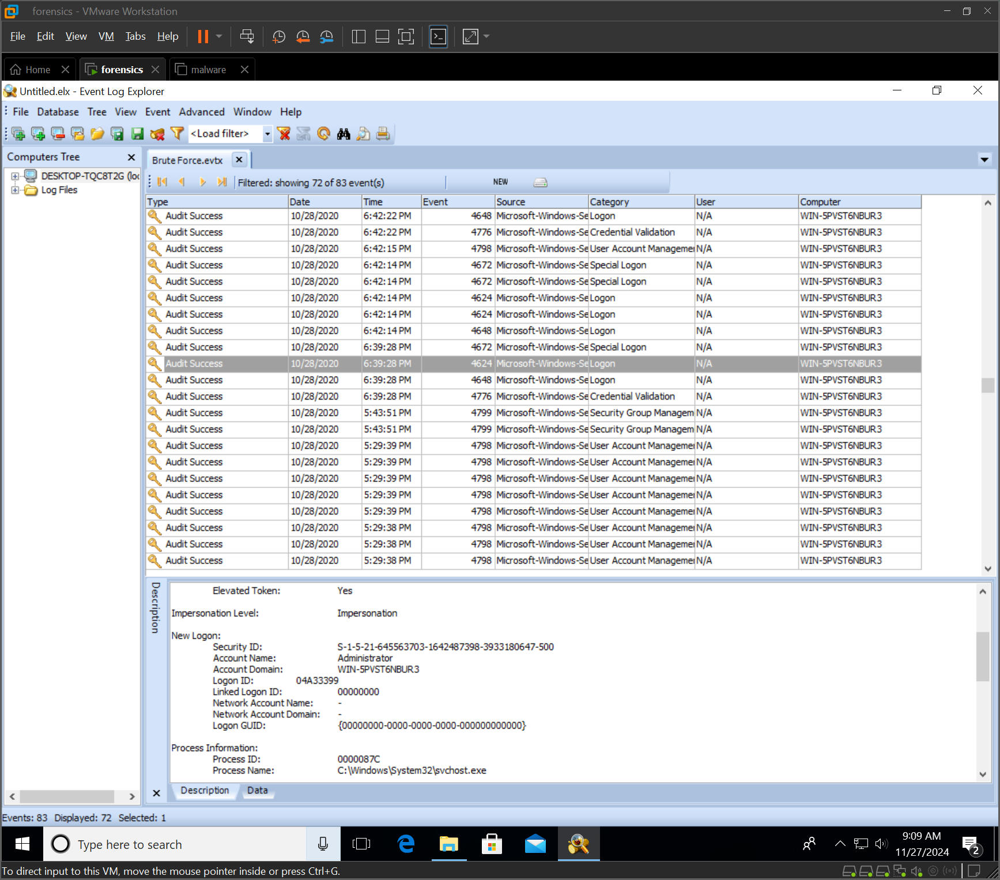 forensics - VMware Workstation
File Edit View VM Tabs Help
Home forensics malware
Untitled.elx - Event Log Explorer
File Database Tree View Event Advanced Window Help
<Load filter>
Computers Tree
DESKTOP-TQC8T2G (loc
Log Files
Brute Force.evtx
Filtered: showing 72 of 83 event(s) NEW
Type Date Time Event Source Category User Computer
Audit Success 10/28/2020 6:42:22 PM 4648 Microsoft-Windows-Se Logon N/A WIN-5PVST6NBUR3
Audit Success 10/28/2020 6:42:22 PM 4776 Microsoft-Windows-Se Credential Validation N/A WIN-5PVST6NBUR3
Audit Success 10/28/2020 6:42:15 PM 4798 Microsoft-Windows-Se User Account Managemer N/A WIN-5PVST6NBUR3
Audit Success 10/28/2020 6:42:14 PM 4672 Microsoft-Windows-Se Special Logon N/A WIN-5PVST6NBUR3
Audit Success 10/28/2020 6:42:14 PM 4672 Microsoft-Windows-Se Special Logon N/A WIN-5PVST6NBUR3
Audit Success 10/28/2020 6:42:14 PM 4624 Microsoft-Windows-Se Logon N/A WIN-5PVST6NBUR3
Audit Success 10/28/2020 6:42:14 PM 4624 Microsoft-Windows-Se Logon N/A WIN-5PVST6NBUR3
Audit Success 10/28/2020 6:42:14 PM 4648 Microsoft-Windows-Se Logon N/A WIN-5PVST6NBUR3
Audit Success 10/28/2020 6:39:28 PM 4672 Microsoft-Windows-Se Special Logon N/A WIN-5PVST6NBUR3
Audit Success 10/28/2020 6:39:28 PM 4624 Microsoft-Windows-Se Logon N/A WIN-5PVST6NBUR3
Audit Success 10/28/2020 6:39:28 PM 4648 Microsoft-Windows-Se Logon N/A WIN-5PVST6NBUR3
Audit Success 10/28/2020 6:39:28 PM 4776 Microsoft-Windows-Se Credential Validation N/A WIN-5PVST6NBUR3
Audit Success 10/28/2020 5:43:51 PM 4799 Microsoft-Windows-Se Security Group Managem N/A WIN-5PVST6NBUR3
Audit Success 10/28/2020 5:43:51 PM 4799 Microsoft-Windows-Se Security Group Managem N/A WIN-5PVST6NBUR3
Audit Success 10/28/2020 5:29:39 PM 4798 Microsoft-Windows-Se User Account Managemer N/A WIN-5PVST6NBUR3
Audit Success 10/28/2020 5:29:39 PM 4798 Microsoft-Windows-Se User Account Managemer N/A WIN-5PVST6NBUR3
Audit Success 10/28/2020 5:29:39 PM 4798 Microsoft-Windows-Se User Account Managemer N/A WIN-5PVST6NBUR3
Audit Success 10/28/2020 5:29:39 PM 4798 Microsoft-Windows-Se User Account Managemer N/A WIN-5PVST6NBUR3
Audit Success 10/28/2020 5:29:39 PM 4798 Microsoft-Windows-Se User Account Managemer N/A WIN-5PVST6NBUR3
Audit Success 10/28/2020 5:29:38 PM 4798 Microsoft-Windows-Se User Account Managemer N/A WIN-5PVST6NBUR3
Audit Success 10/28/2020 5:29:38 PM 4798 Microsoft-Windows-Se User Account Managemer N/A WIN-5PVST6NBUR3
Audit Success 10/28/2020 5:29:38 PM 4798 Microsoft-Windows-Se User Account Managemer N/A WIN-5PVST6NBUR3
Description
Elevated Token: Yes
Impersonation Level: Impersonation
New Logon:
Security ID: S-1-5-21-645563703-1642487398-3933180647-500
Account Name: Administrator
Account Domain: WIN-5PVST6NBUR3
Logon ID: 04A33399
Linked Logon ID: 00000000
Network Account Name: -
Network Account Domain: -
Logon GUID: {00000000-0000-0000-0000-000000000000}
Process Information:
Process ID: 0000087C
Process Name: C:\Windows\System32\svchost.exe
Description Data
Events: 83 Displayed: 72 Selected: 1
Type here to search
9:09 AM
11/27/2024
2
To direct input to this VM, move the mouse pointer inside or press Ctrl+G.